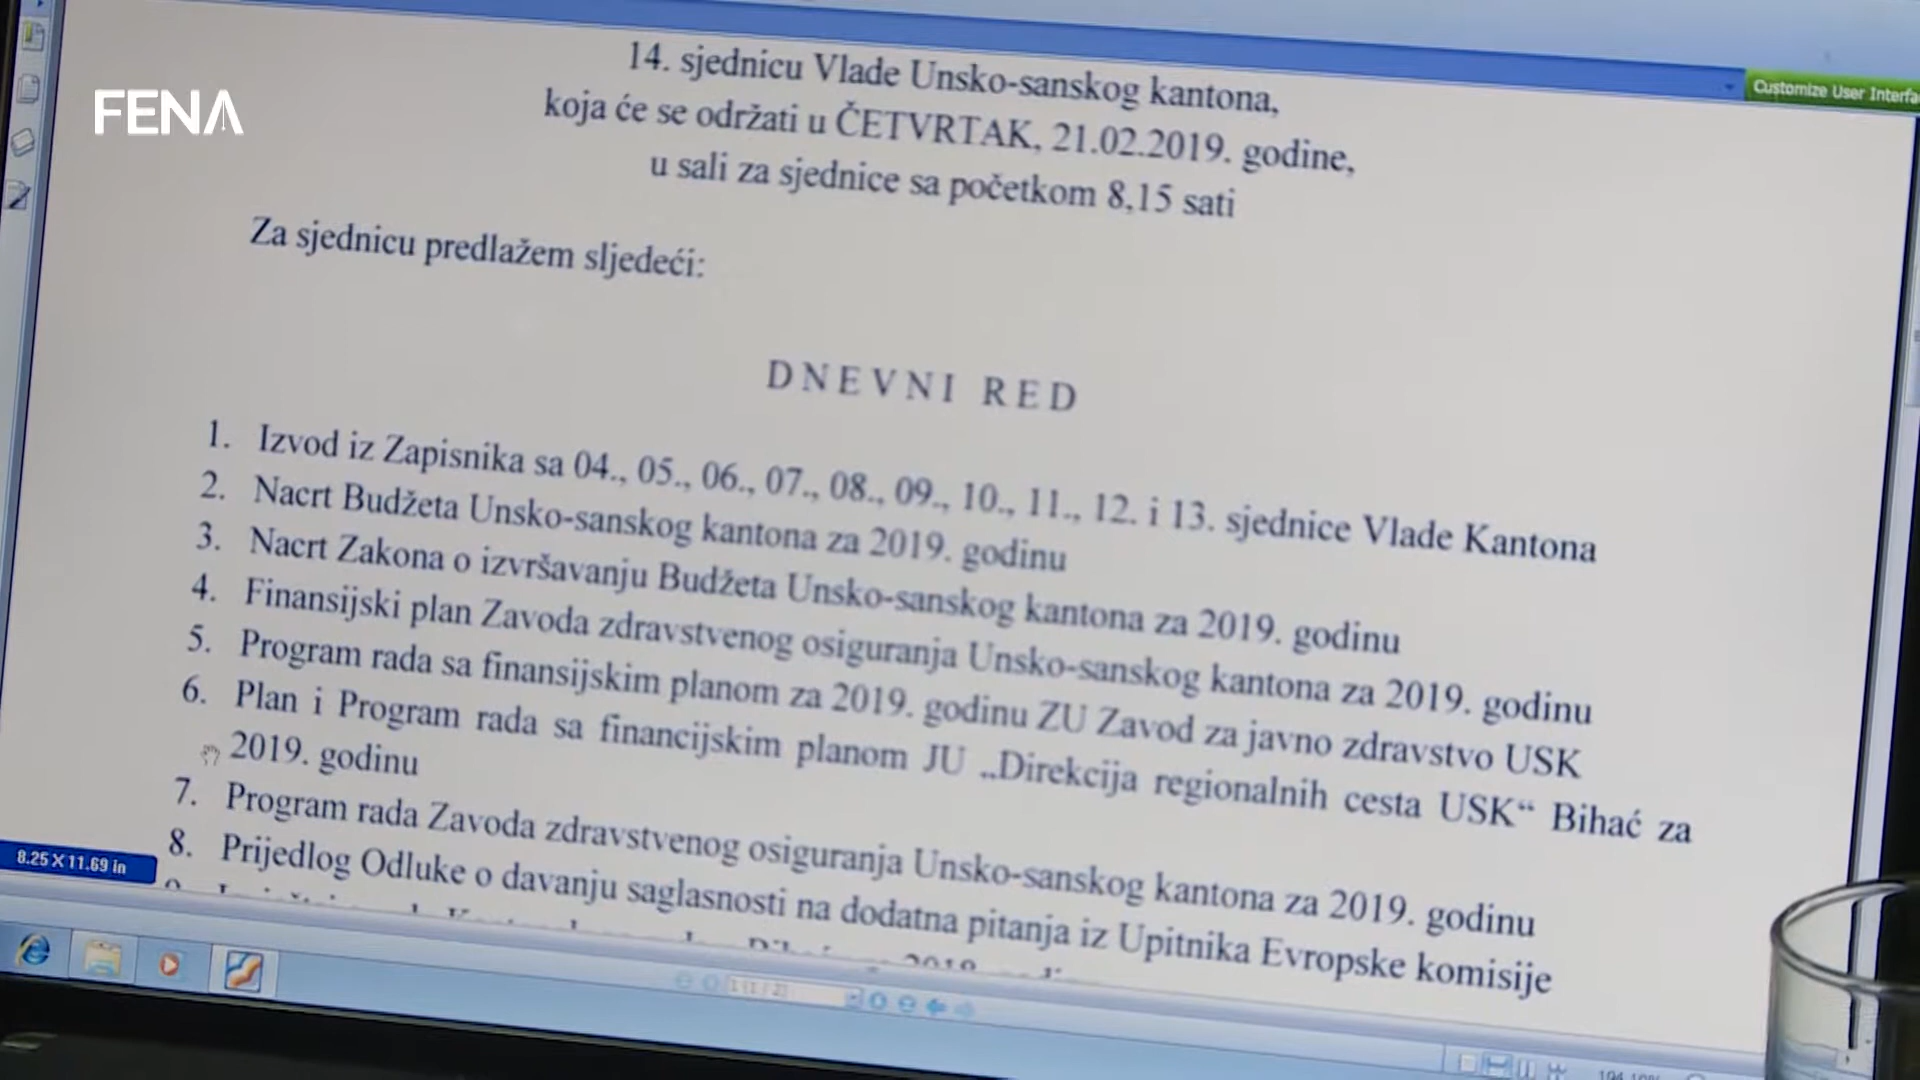 FENA
Customize User Interfa
14. sjednicu Vlade Unsko-sanskog kantona,
koja će se održati u ČETVRTAK, 21.02.2019. godine,
u sali za sjednice sa početkom 8,15 sati
Za sjednicu predlažem sljedeći:
DNEVNI RED
1. Izvod iz Zapisnika sa 04., 05., 06., 07., 08., 09., 10., 11., 12. i 13. sjednice Vlade Kantona
2. Nacrt Budžeta Unsko-sanskog kantona za 2019. godinu
3. Nacrt Zakona o izvršavanju Budžeta Unsko-sanskog kantona za 2019. godinu
4. Finansijski plan Zavoda zdravstvenog osiguranja Unsko-sanskog kantona za 2019. godinu
5. Program rada sa finansijskim planom za 2019. godinu ZU Zavod za javno zdravstvo USK
6. Plan i Program rada sa financijskim planom JU „Direkcija regionalnih cesta USK“ Bihać za
2019. godinu
7. Program rada Zavoda zdravstvenog osiguranja Unsko-sanskog kantona za 2019. godinu
8. Prijedlog Odluke o davanju saglasnosti na dodatna pitanja iz Upitnika Evropske komisije
8.25 X 11.69 in
1 (1 / 2)